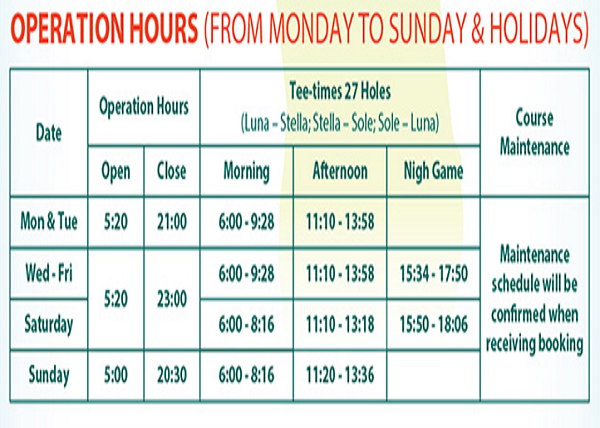 OPERATION HOURS (FROM MONDAY TO SUNDAY & HOLIDAYS)
Date
Operation Hours
Tee-times 27 Holes
(Luna – Stella; Stella – Sole; Sole – Luna)
Course
Maintenance
Open
Close
Morning
Afternoon
Nigh Game
Mon & Tue
5:20
21:00
6:00 - 9:28
11:10 - 13:58
Wed - Fri
5:20
23:00
6:00 - 9:28
11:10 - 13:58
15:34 - 17:50
Saturday
6:00 - 8:16
11:10 - 13:18
15:50 - 18:06
Sunday
5:00
20:30
6:00 - 8:16
11:20 - 13:36
Maintenance
schedule will be
confirmed when
receiving booking